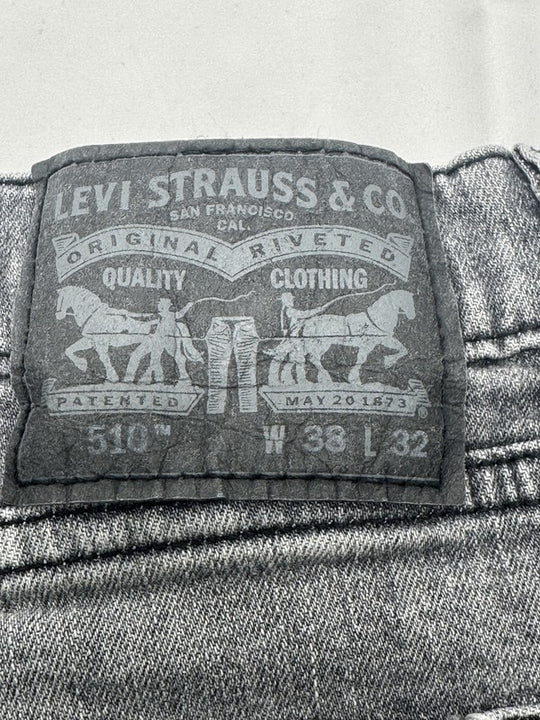 LEVI STRAUSS & CO.
SAN FRANCISCO
CAL.
ORIGINAL RIVETED
QUALITY CLOTHING
PATENTED MAY 20 1873 ®
510™ W 38 L 32